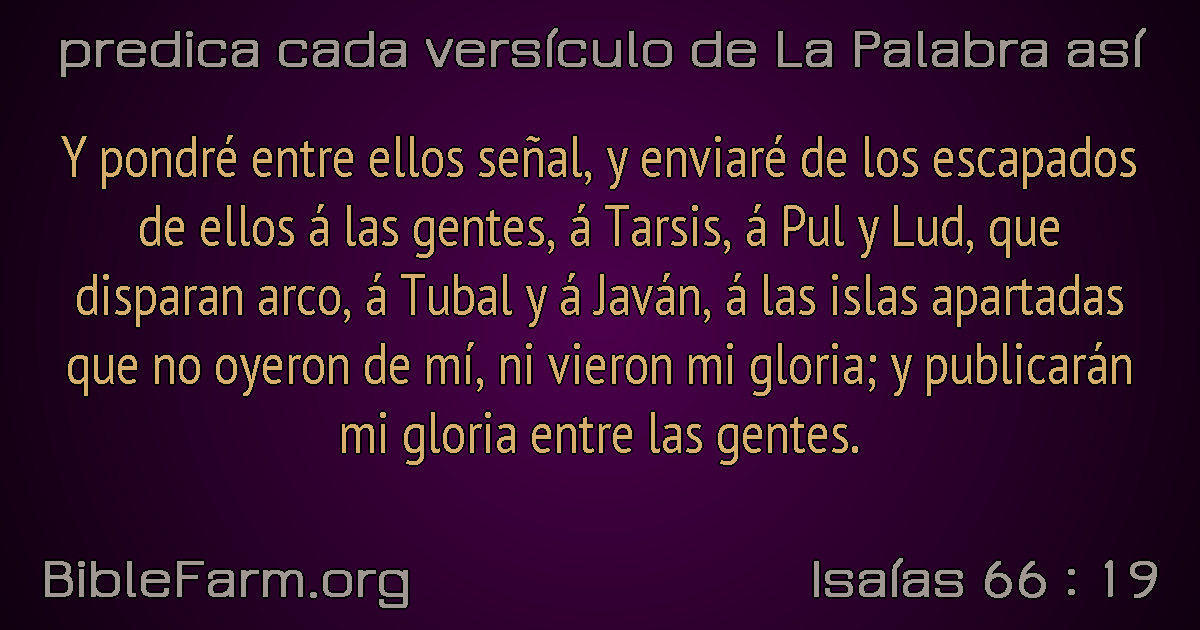 predica cada versículo de La Palabra así
Y pondré entre ellos señal, y enviaré de los escapados
de ellos á las gentes, á Tarsis, á Pul y Lud, que
disparan arco, á Tubal y á Javán, á las islas apartadas
que no oyeron de mí, ni vieron mi gloria; y publicarán
mi gloria entre las gentes.
BibleFarm.org
Isaías 66 : 19